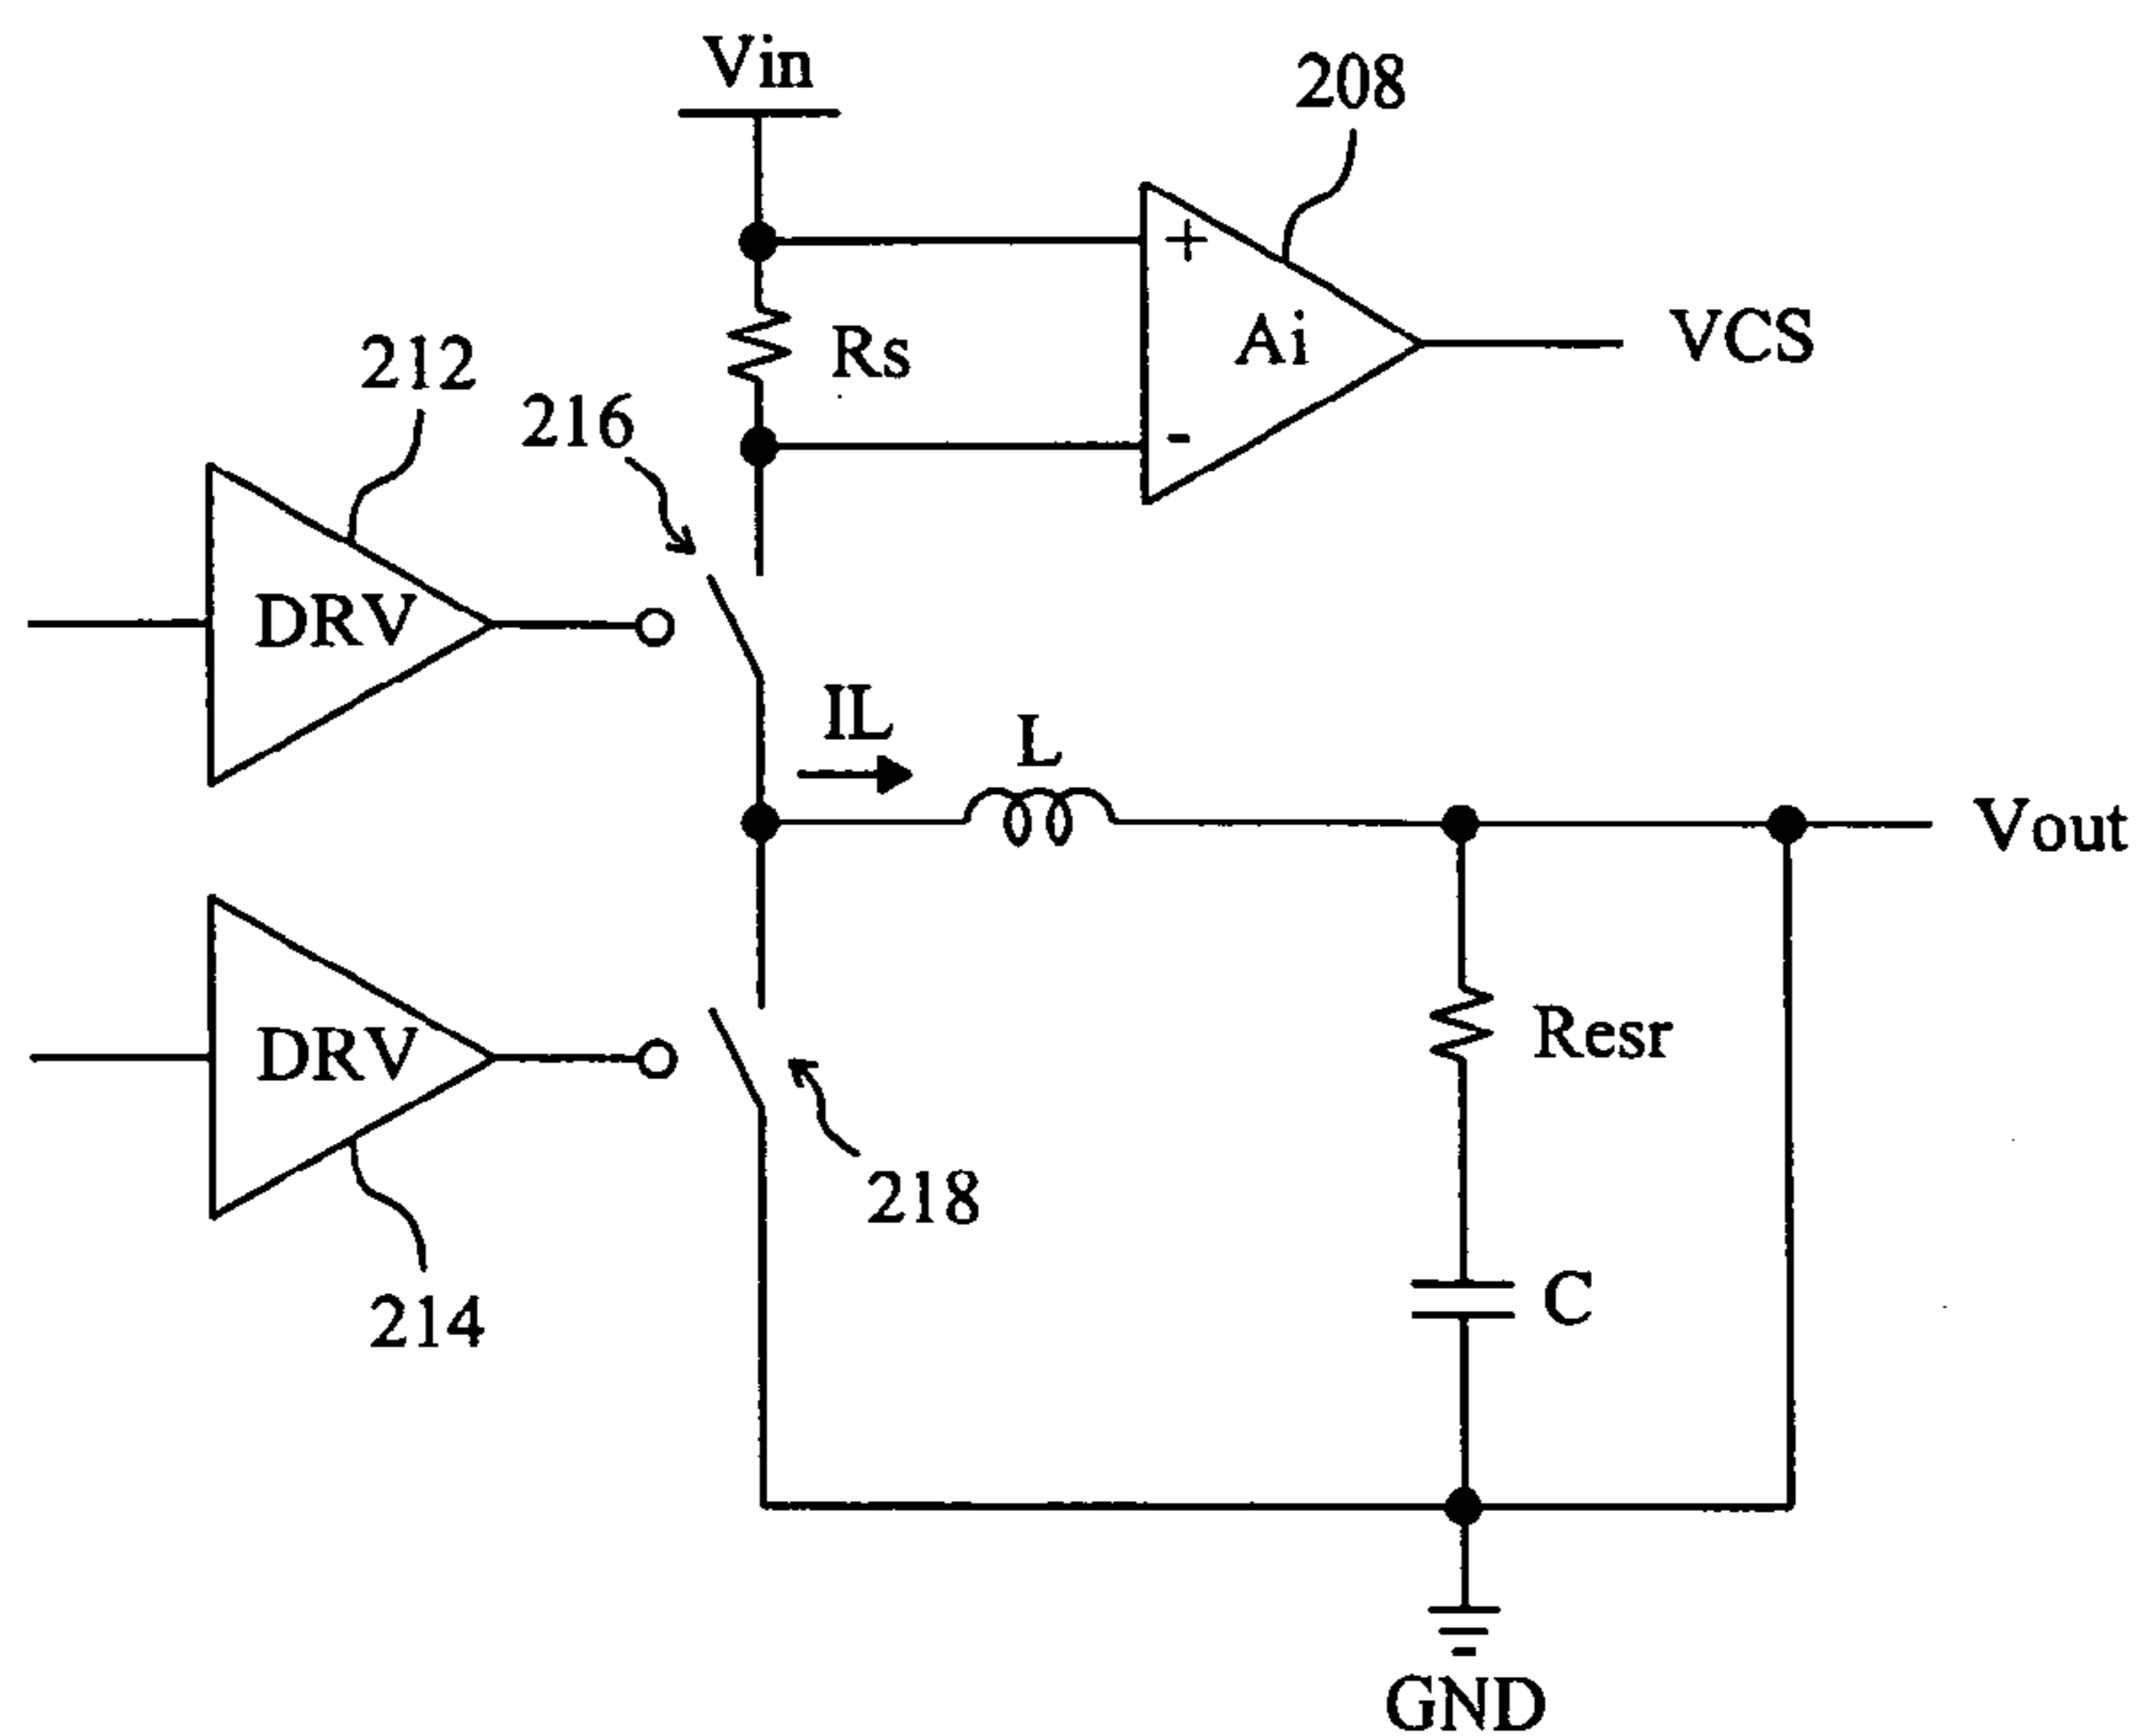 Vin
208
+
Rs
Ai
VCS
-
212
216
DRV
IL
L
Vout
DRV
Resr
218
214
C
GND